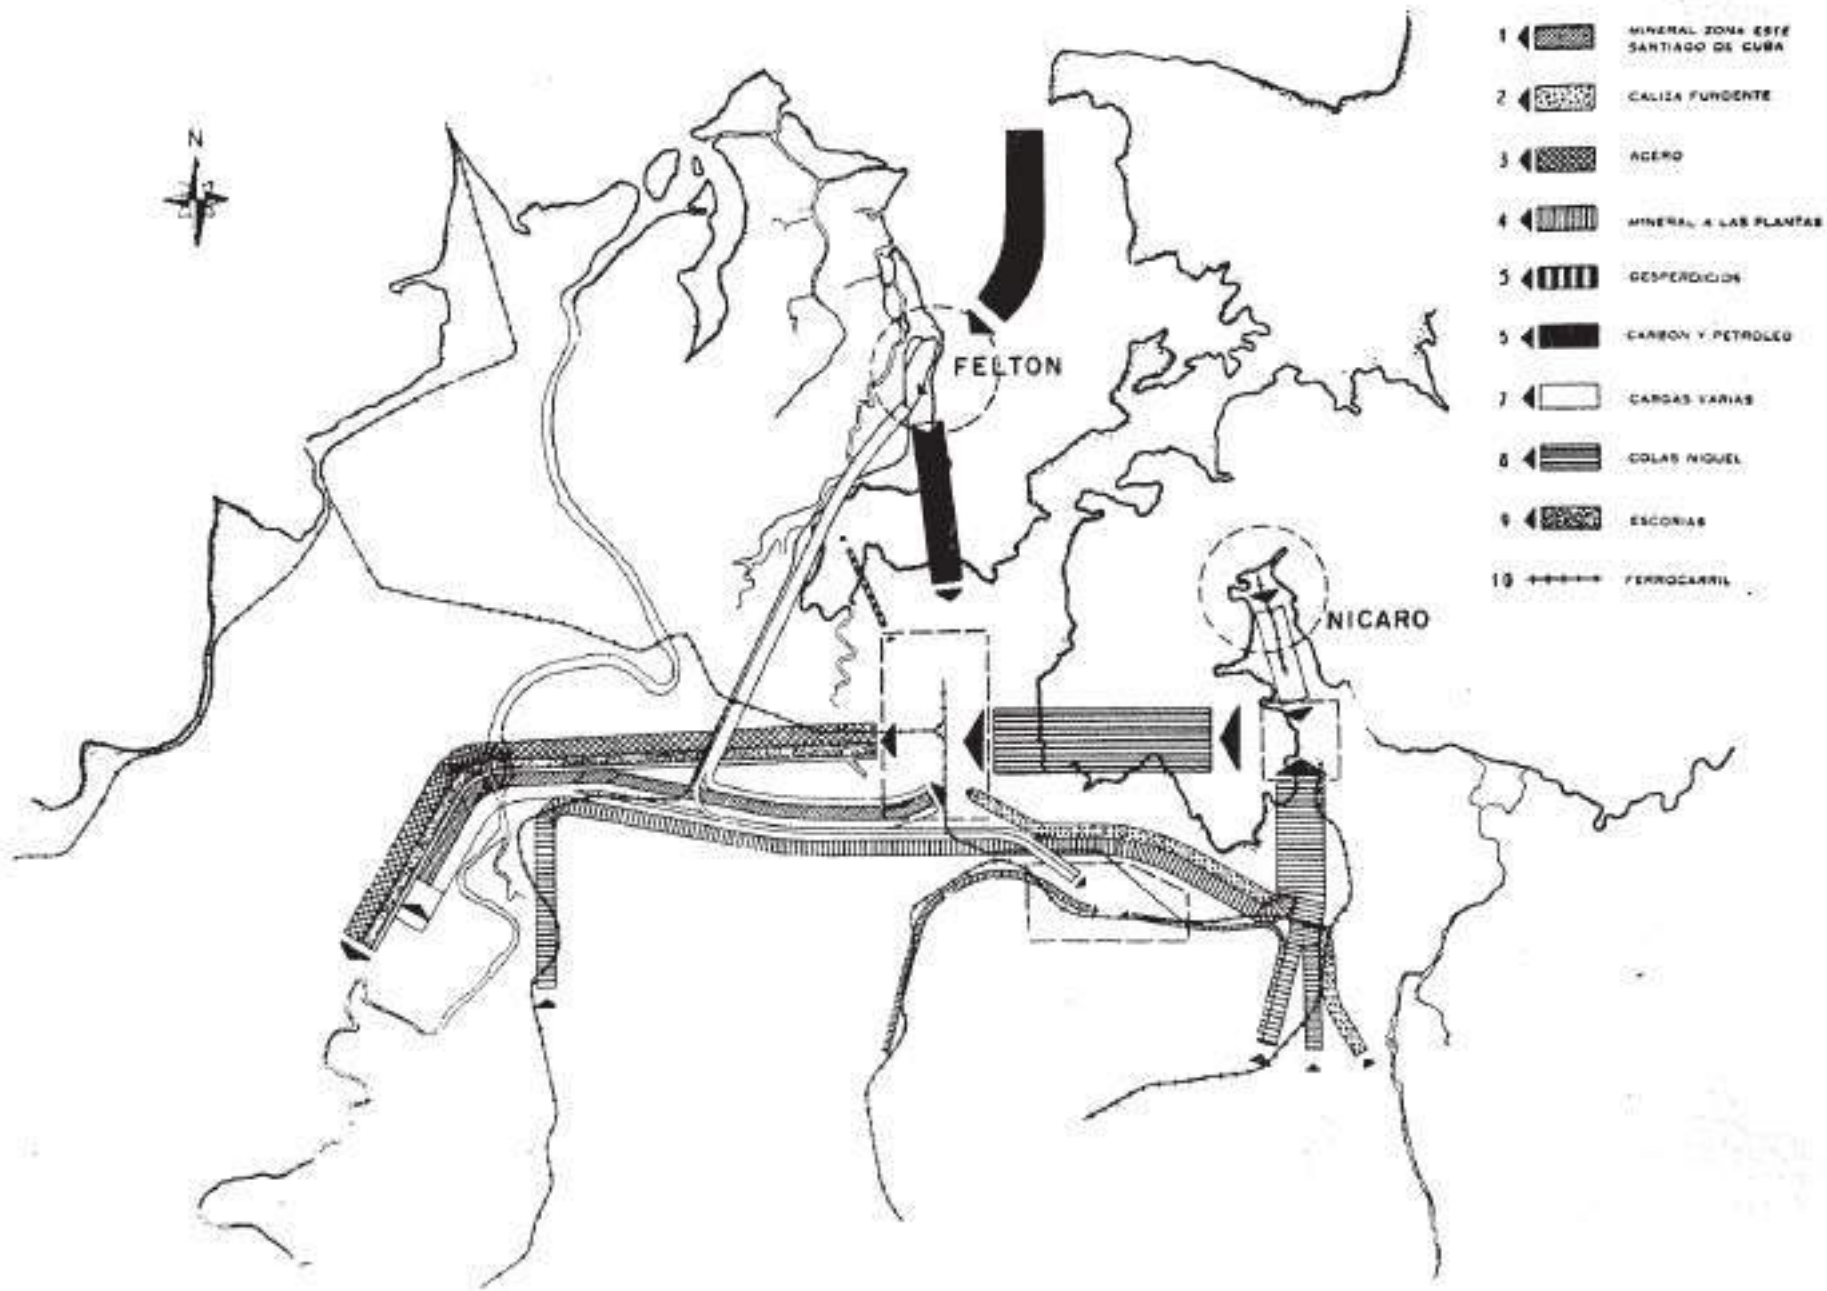 N
FELTON
NICARO
1 MINERAL ZONA ESTE
SANTIAGO DE CUBA
2 CALIZA FUNDENTE
3 ACERO
4 MINERAL A LAS PLANTAS
5 DESPERDICIOS
6 CARBON Y PETROLEO
7 CARGAS VARIAS
8 COLAS NIQUEL
9 ESCORIAS
10 FERROCARRIL